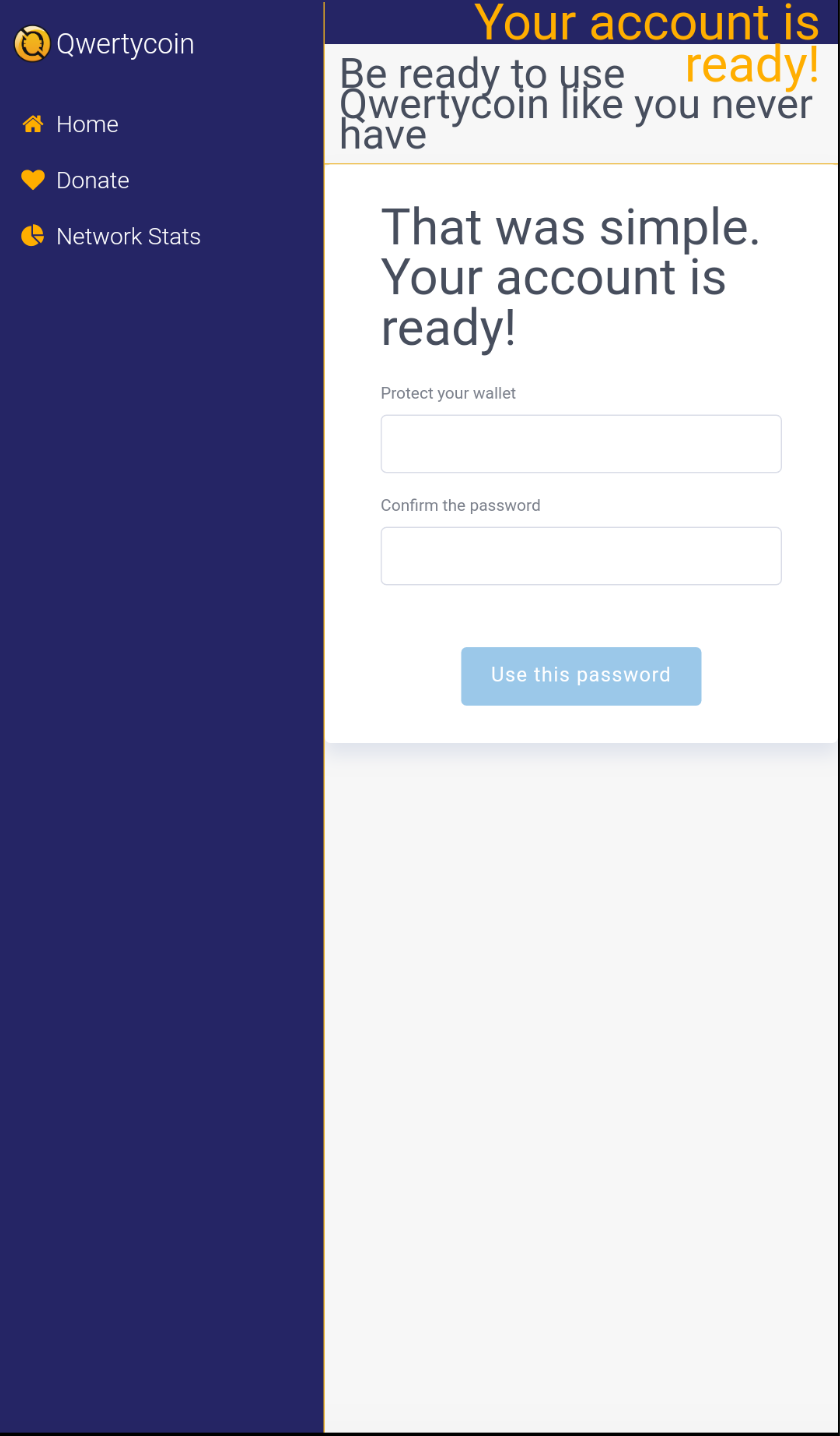 Qwertycoin
Home
Donate
Network Stats
Your account is
ready!
Be ready to use
Qwertycoin like you never
have
That was simple.
Your account is
ready!
Protect your wallet
Confirm the password
Use this password